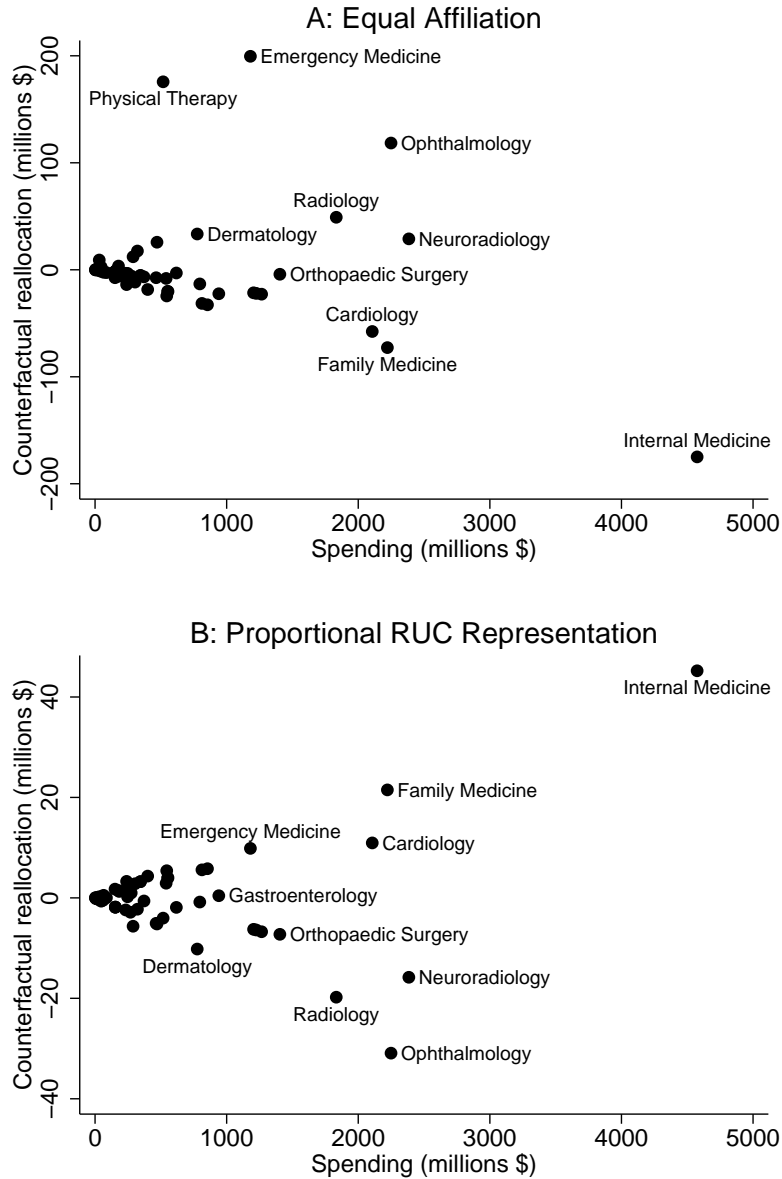 A: Equal Affiliation
Counterfactual reallocation (millions $)
200
100
0
−100
−200
Emergency Medicine
Physical Therapy
Ophthalmology
Radiology
Dermatology
Neuroradiology
Orthopaedic Surgery
Cardiology
Family Medicine
Internal Medicine
0 1000 2000 3000 4000 5000
Spending (millions $)
B: Proportional RUC Representation
Counterfactual reallocation (millions $)
40
20
0
−20
−40
Internal Medicine
Family Medicine
Emergency Medicine
Cardiology
Gastroenterology
Orthopaedic Surgery
Dermatology
Neuroradiology
Radiology
Ophthalmology
0 1000 2000 3000 4000 5000
Spending (millions $)